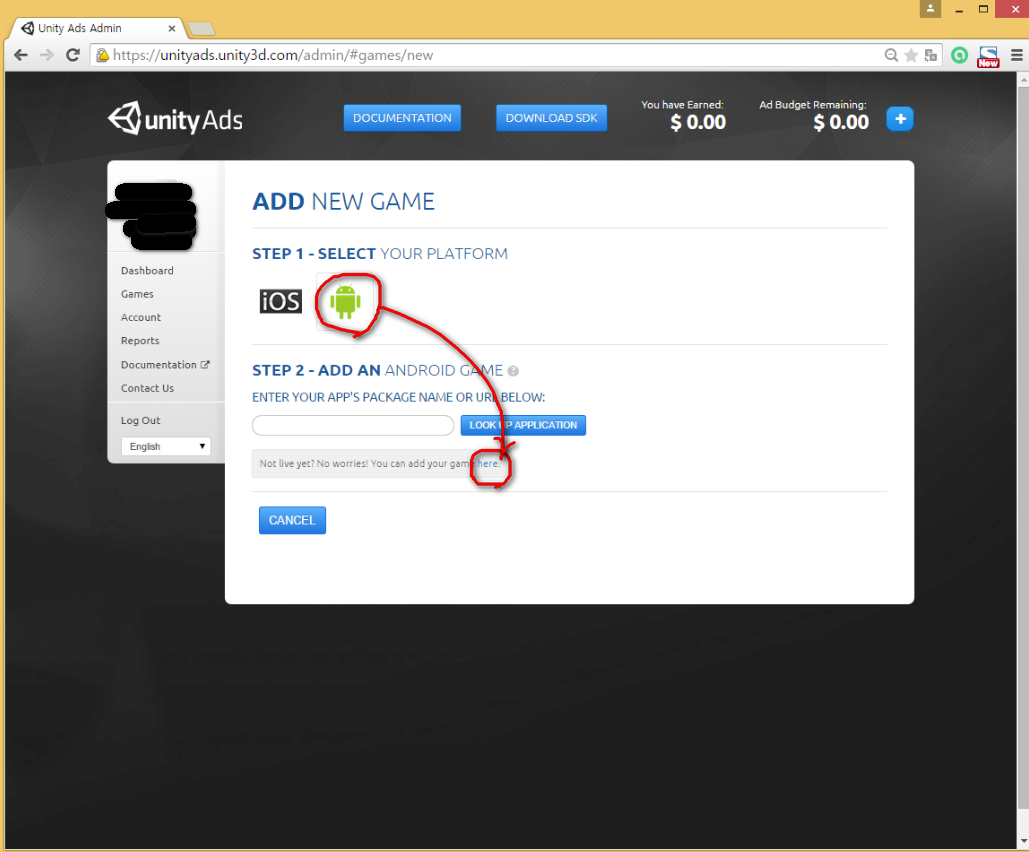 Unity Ads Admin
https://unityads.unity3d.com/admin/#games/new
New
unityAds
DOCUMENTATION
DOWNLOAD SDK
You have Earned:
$ 0.00
Ad Budget Remaining:
$ 0.00
+
Dashboard
Games
Account
Reports
Documentation
Contact Us
Log Out
English
ADD NEW GAME
STEP 1 - SELECT YOUR PLATFORM
iOS
STEP 2 - ADD AN ANDROID GAME ?
ENTER YOUR APP'S PACKAGE NAME OR URL BELOW:
LOOK UP APPLICATION
Not live yet? No worries! You can add your game here.
CANCEL